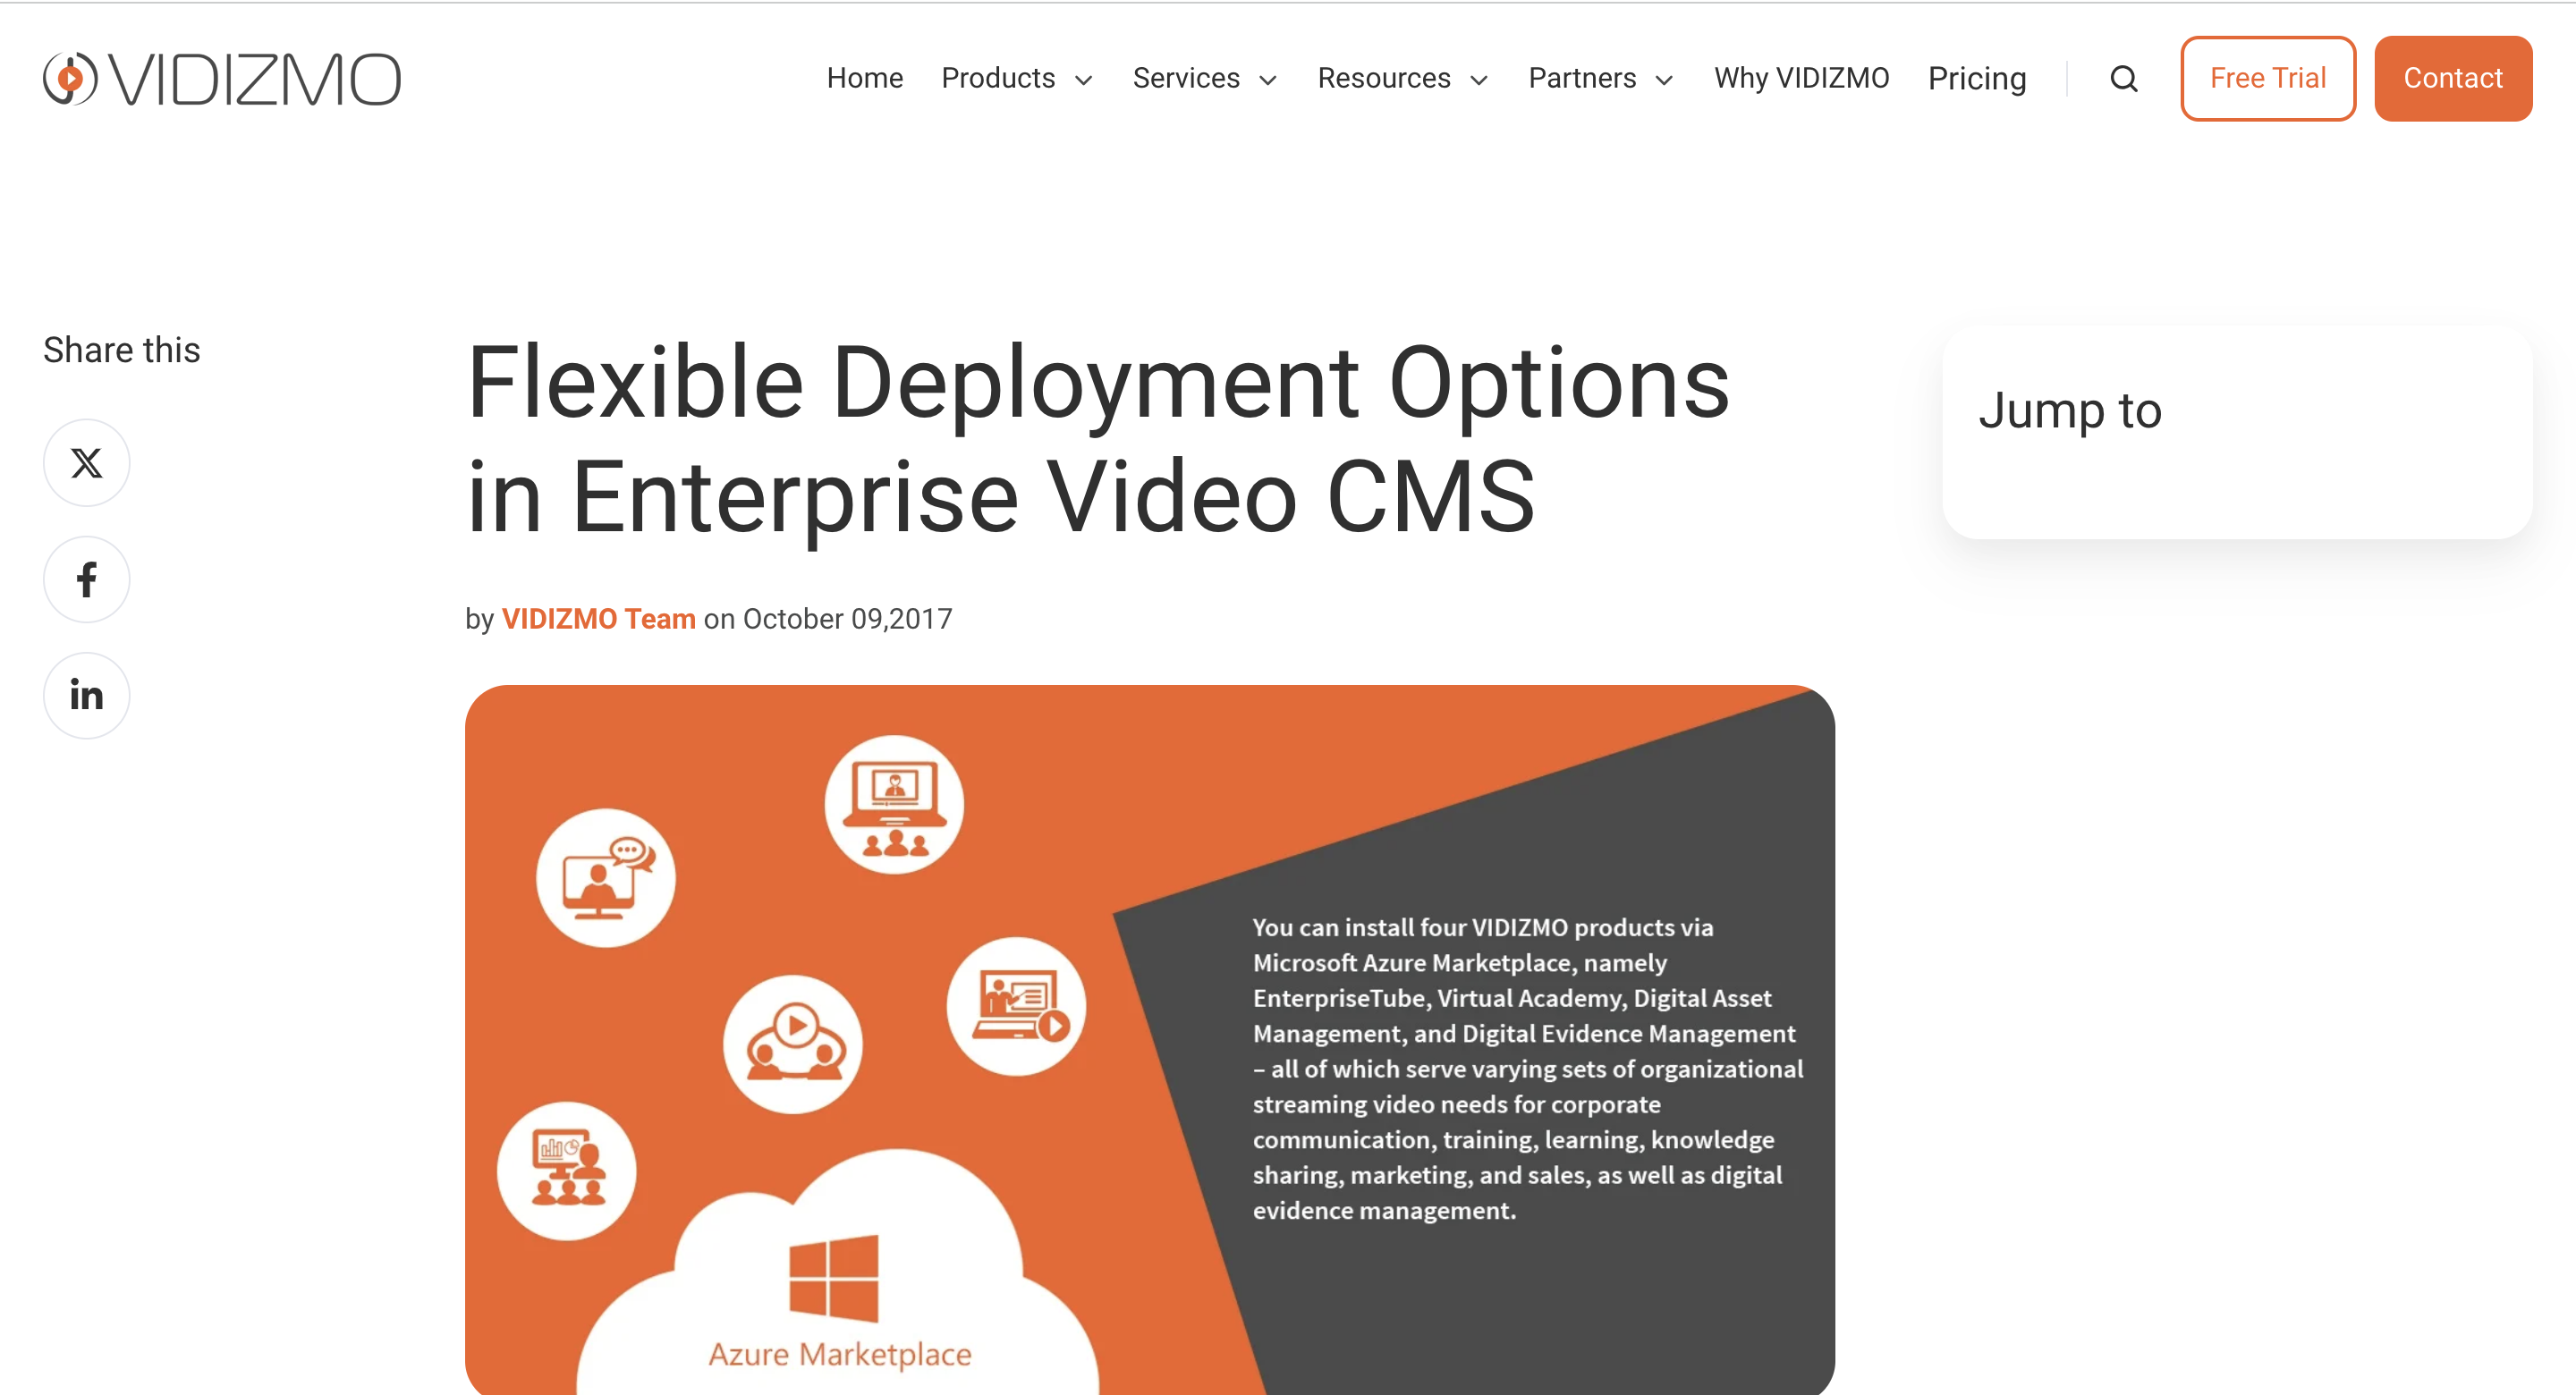 VIDIZMO
Home Products Services Resources Partners Why VIDIZMO Pricing Free Trial Contact
Share this
Flexible Deployment Options
in Enterprise Video CMS
by VIDIZMO Team on October 09,2017
Jump to
You can install four VIDIZMO products via
Microsoft Azure Marketplace, namely
EnterpriseTube, Virtual Academy, Digital Asset
Management, and Digital Evidence Management
– all of which serve varying sets of organizational
streaming video needs for corporate
communication, training, learning, knowledge
sharing, marketing, and sales, as well as digital
evidence management.
Azure Marketplace